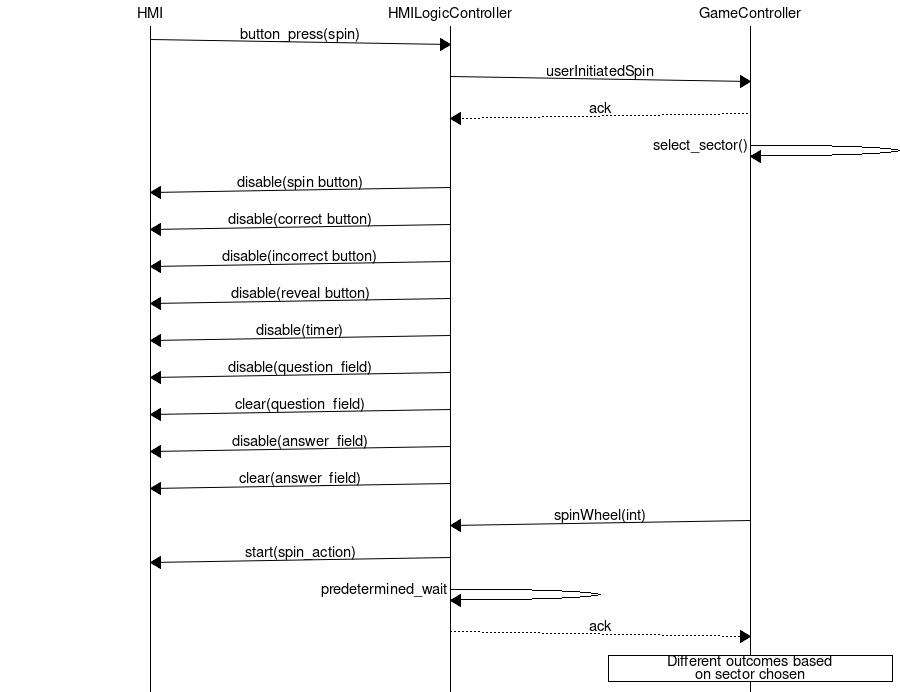 HMI
HMILogicController
GameController
button_press(spin)
userInitiatedSpin
ack
select_sector()
disable(spin button)
disable(correct button)
disable(incorrect button)
disable(reveal button)
disable(timer)
disable(question_field)
clear(question_field)
disable(answer_field)
clear(answer_field)
spinWheel(int)
start(spin_action)
predetermined_wait
ack
Different outcomes based
on sector chosen